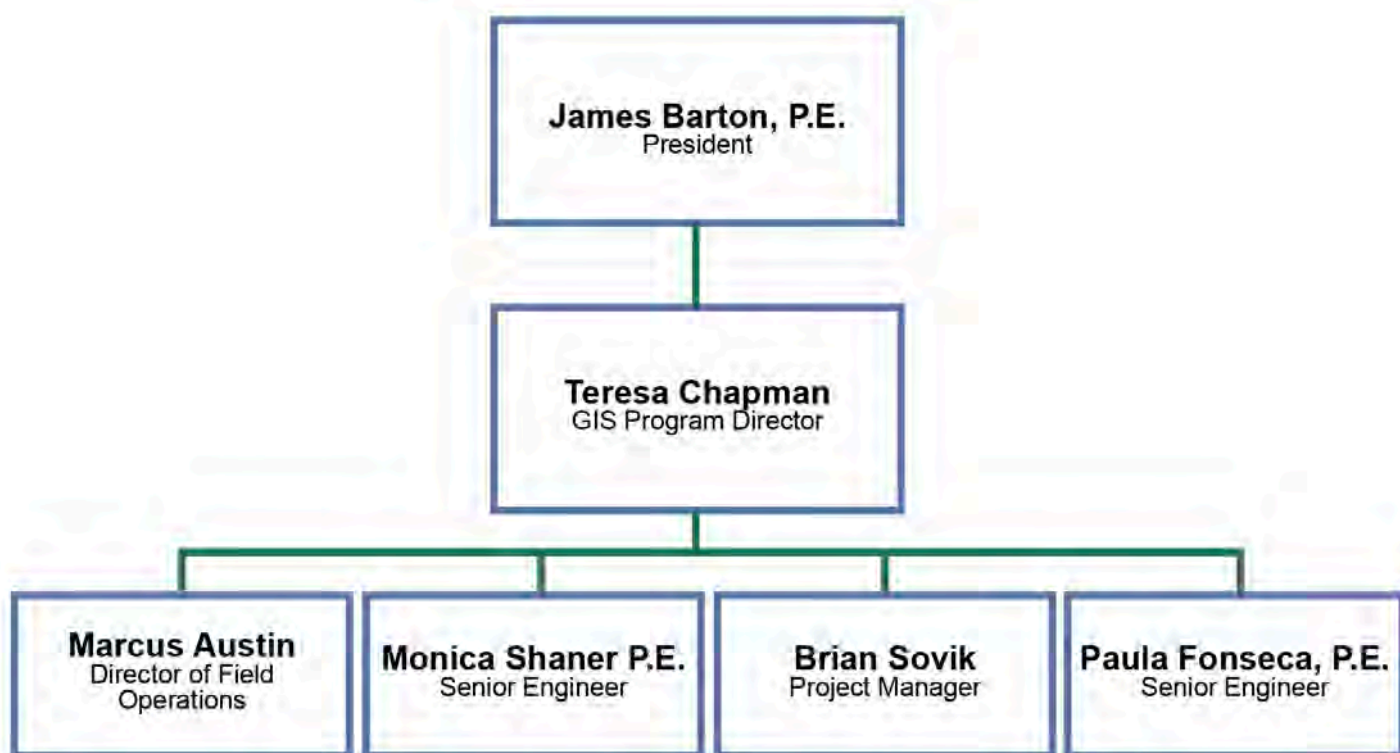 James Barton, P.E.
President
Teresa Chapman
GIS Program Director
Marcus Austin
Director of Field
Operations
Monica Shaner P.E.
Senior Engineer
Brian Sovik
Project Manager
Paula Fonseca, P.E.
Senior Engineer